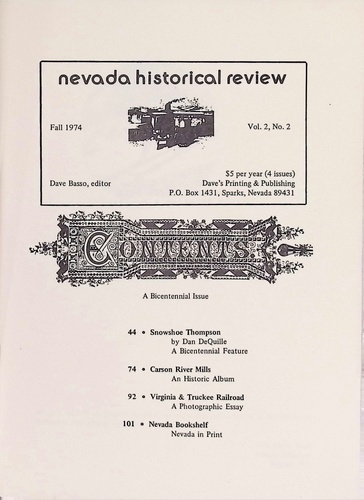 nevada historical review
Fall 1974
Vol. 2, No. 2
$5 per year (4 issues)
Dave Basso, editor
Dave's Printing & Publishing
P.O. Box 1431, Sparks, Nevada 89431
CONTENTS
A Bicentennial Issue
44 • Snowshoe Thompson
by Dan DeQuille
A Bicentennial Feature
74 • Carson River Mills
An Historic Album
92 • Virginia & Truckee Railroad
A Photographic Essay
101 • Nevada Bookshelf
Nevada in Print